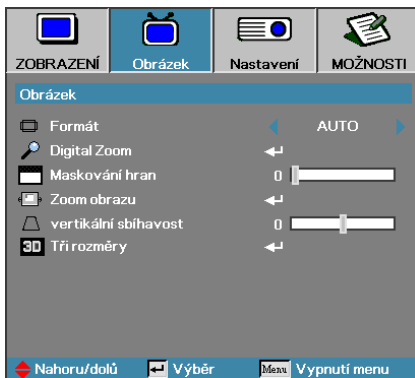 ZOBRAZENÍ Obrázek Nastavení MOŽNOSTI
Obrázek
Formát AUTO
Digital Zoom
Maskování hran 0
Zoom obrazu
vertikální sbíhavost 0
3D Tři rozměry
Nahoru/dolů Výběr Menu Vypnutí menu